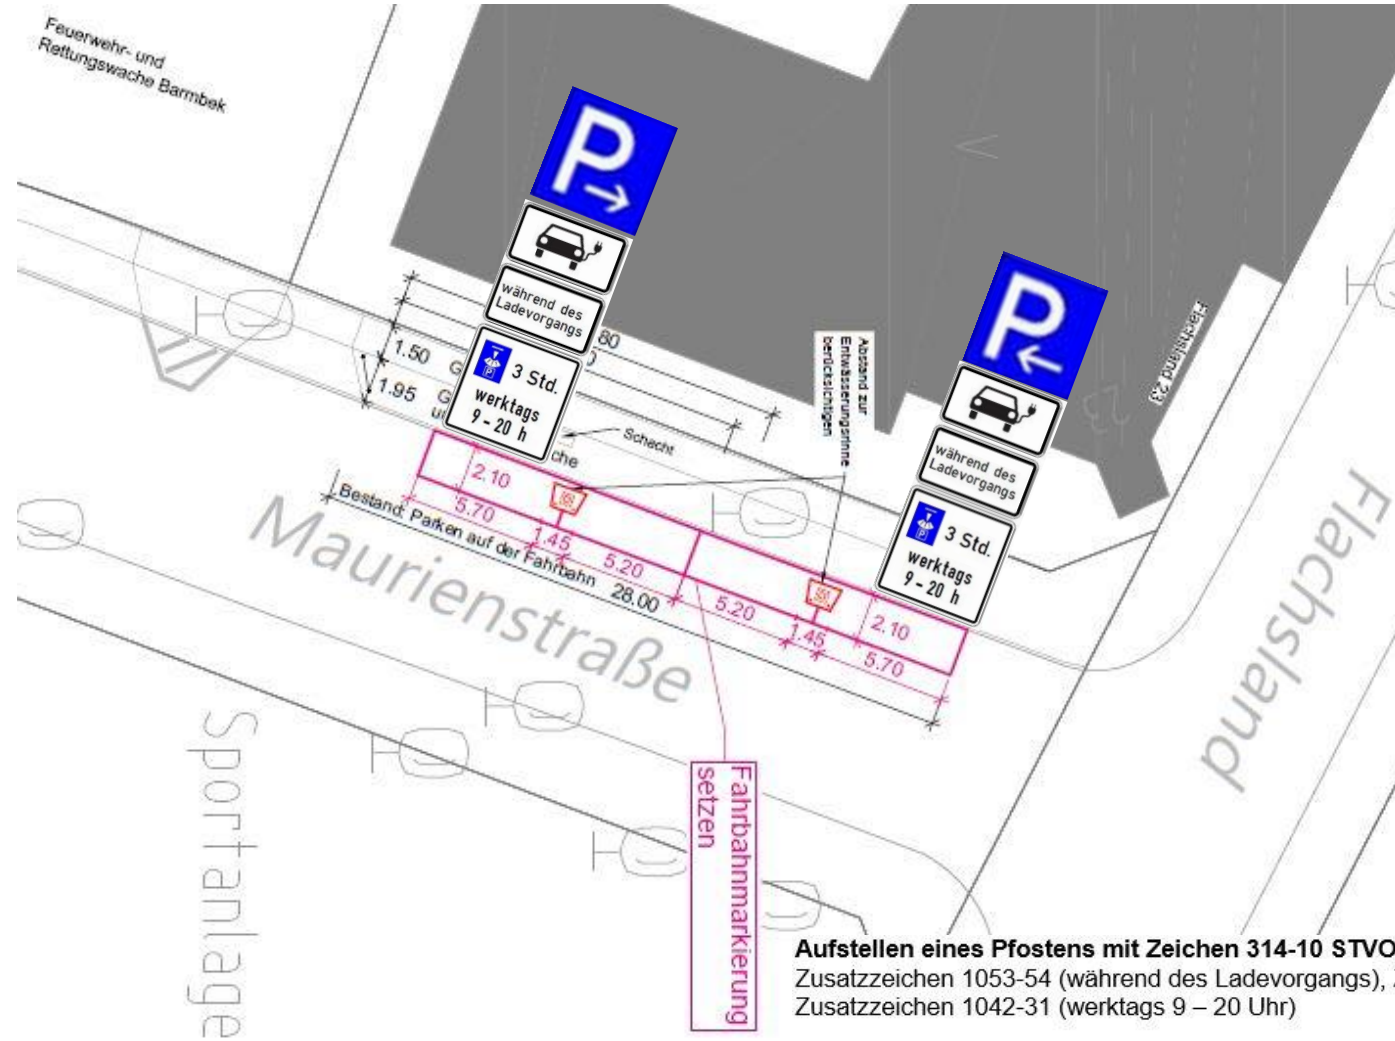 Feuerwehr- und
Rettungswache Barmbek
P
während des
Ladevorgangs
P
3 Std.
werktags
9 - 20 h
P
während des
Ladevorgangs
P
3 Std.
werktags
9 - 20 h
80
1.50 G
1.95 G
Schacht
che
Abstand zur
Entwässerungsrinne
berücksichtigen
Flachsland 23
23
2.10
5.70
1.45
5.20
5.20
1.45
5.70
2.10
Bestand: Parken auf der Fahrbahn 28.00
Maurienstraße
Flachsland
Sportanlage
Fahrbahnmarkierung
setzen
Aufstellen eines Pfostens mit Zeichen 314-10 STVO
Zusatzzeichen 1053-54 (während des Ladevorgangs),
Zusatzzeichen 1042-31 (werktags 9 – 20 Uhr)